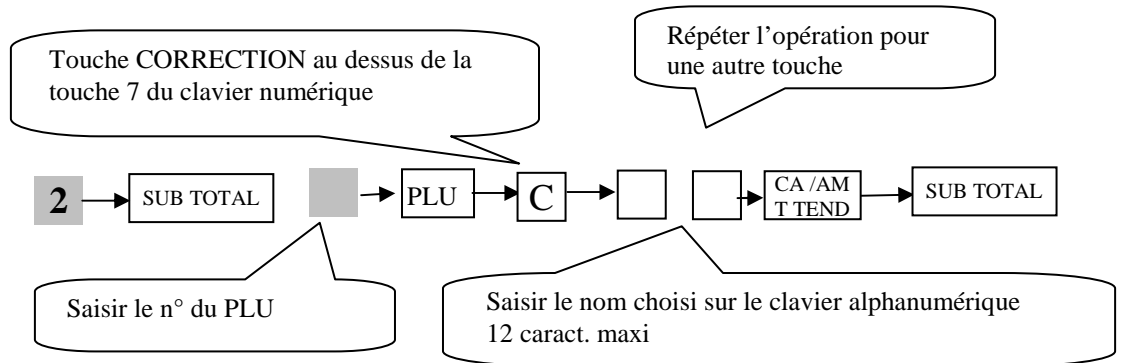 Touche CORRECTION au dessus de la
touche 7 du clavier numérique
Répéter l’opération pour
une autre touche
2
SUB TOTAL
PLU
C
CA /AM
T TEND
SUB TOTAL
Saisir le n° du PLU
Saisir le nom choisi sur le clavier alphanumérique
12 caract. maxi